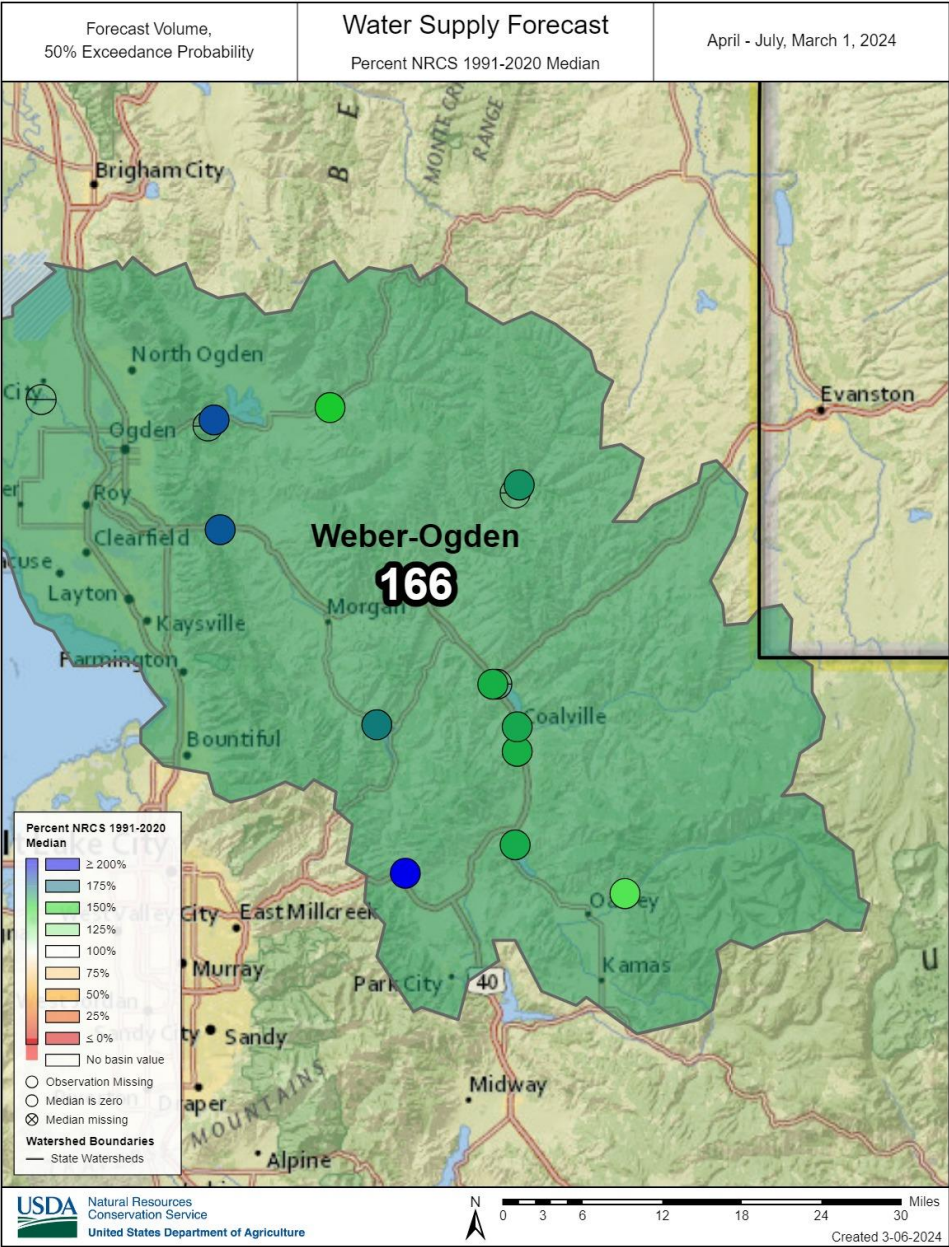 Forecast Volume,
50% Exceedance Probability
Water Supply Forecast
Percent NRCS 1991-2020 Median
April - July, March 1, 2024
B E
MONTE CRI
RANGE
Brigham City
North Ogden
City
Evanston
Ogden
Roy
Clearfield
Weber-Ogden
166
Layton
Morgan
Kaysville
Farmington
Coalville
Bountiful
Percent NRCS 1991-2020
Median
≥ 200%
175%
150%
125%
100%
75%
50%
25%
≤ 0%
No basin value
Observation Missing
Median is zero
Median missing
Watershed Boundaries
State Watersheds
City
East Millcreek
Murray
Park City
40
Kamas
U
Sandy City
Sandy
Midway
MOUNTAINS
Alpine
USDA
Natural Resources
Conservation Service
United States Department of Agriculture
N
0 3 6 12 18 24 30 Miles
Created 3-06-2024